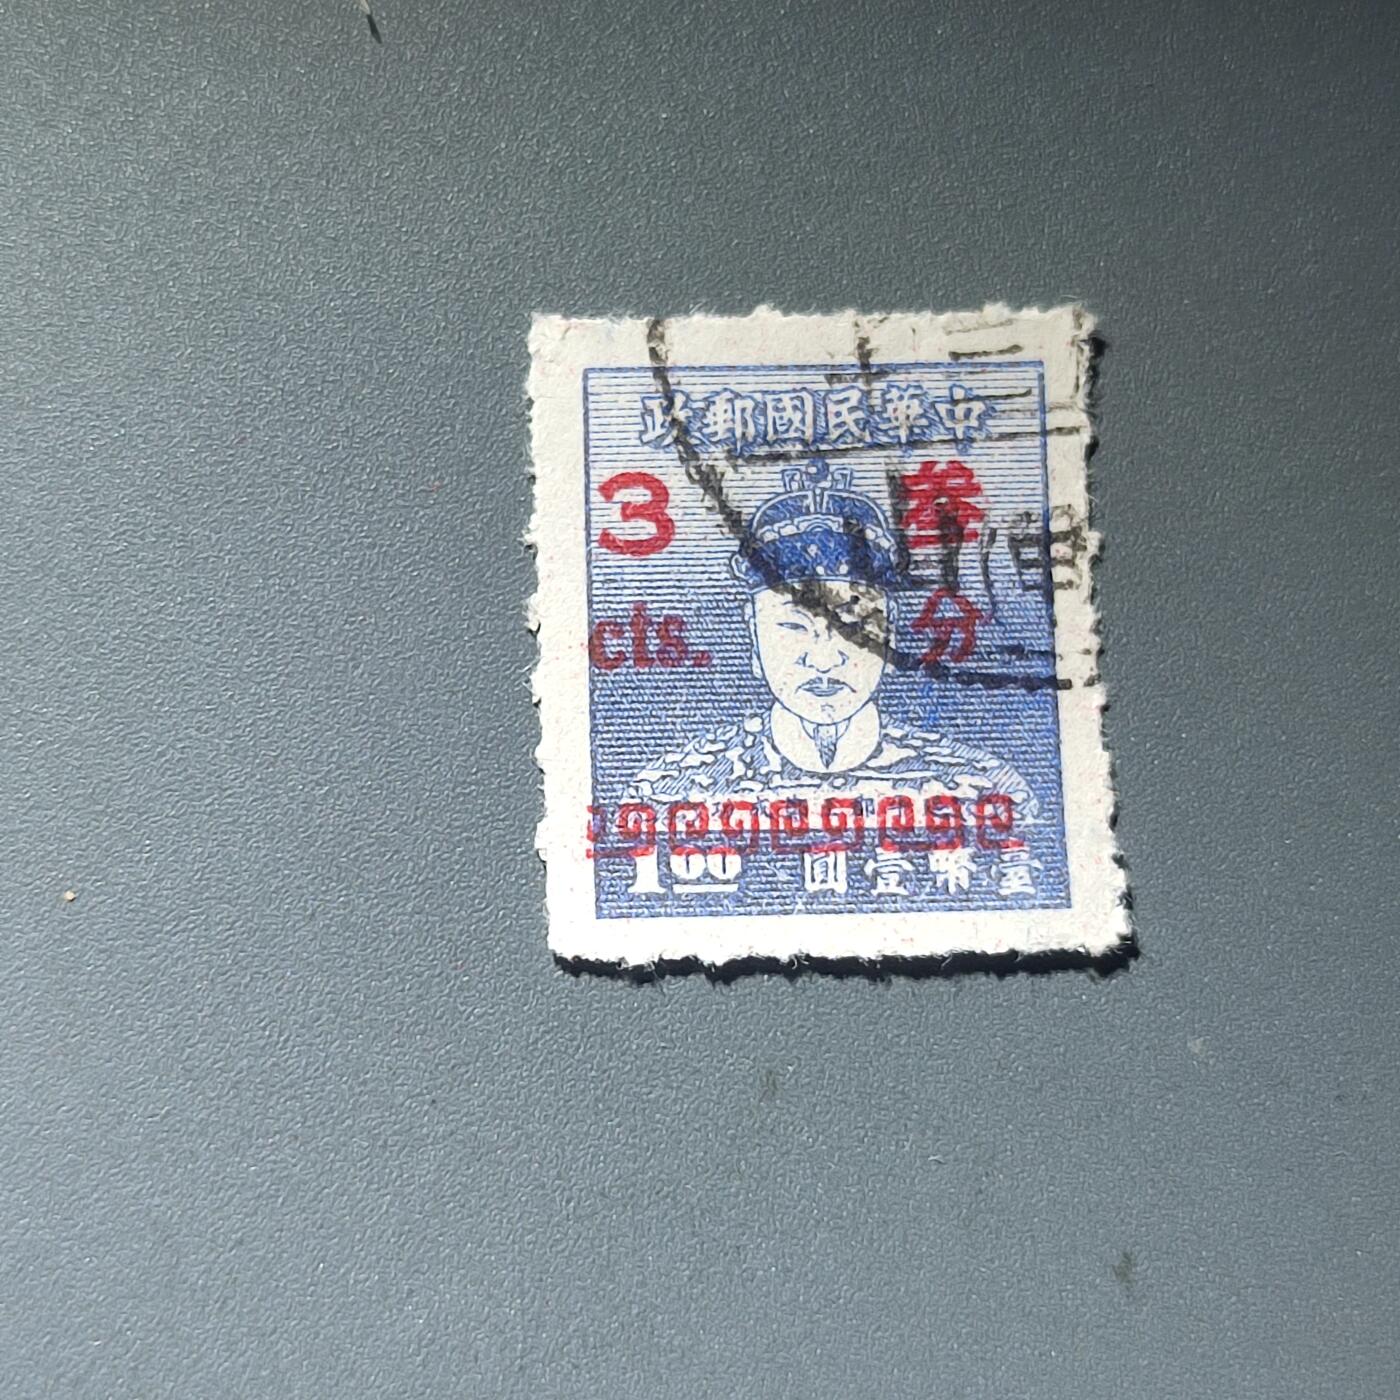 中華民國郵政
3 叁
cts. 分
1.00 臺幣壹圓